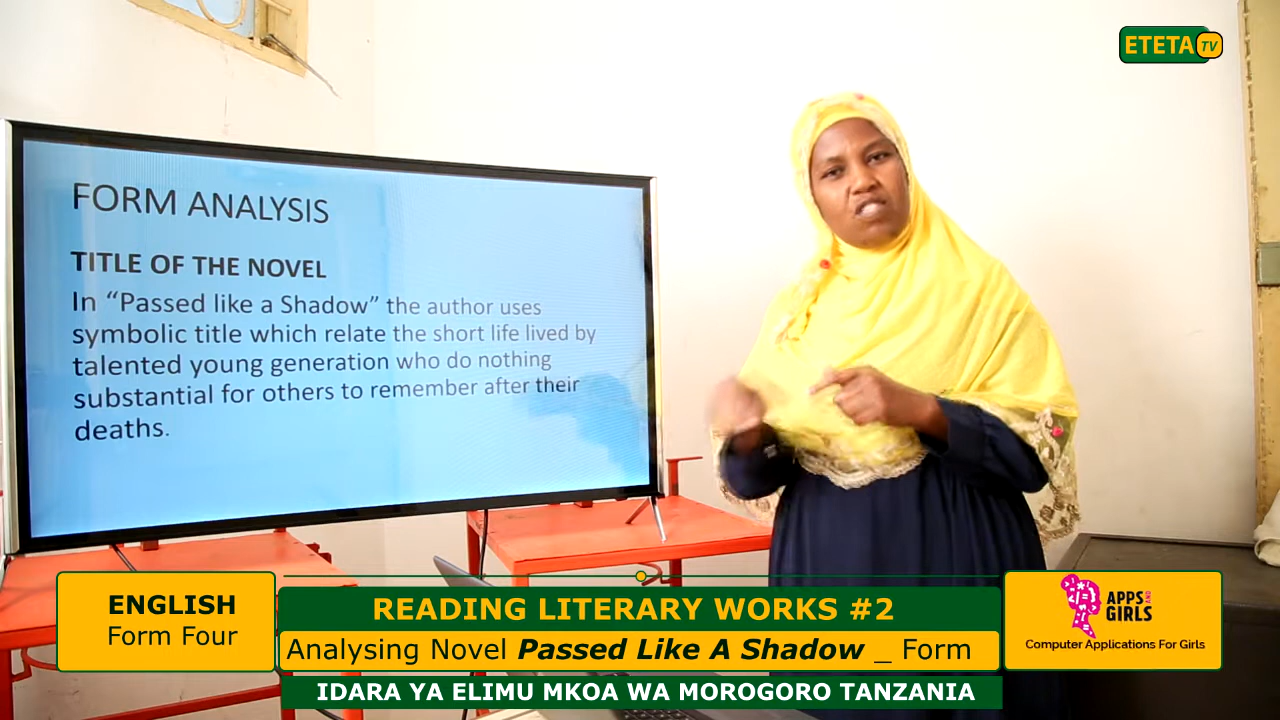 ETETA TV
FORM ANALYSIS
TITLE OF THE NOVEL
In “Passed like a Shadow” the author uses
symbolic title which relate the short life lived by
talented young generation who do nothing
substantial for others to remember after their
deaths.
ENGLISH
Form Four
READING LITERARY WORKS #2
Analysing Novel Passed Like A Shadow _ Form
IDARA YA ELIMU MKOA WA MOROGORO TANZANIA
APPS AND
GIRLS
Computer Applications For Girls